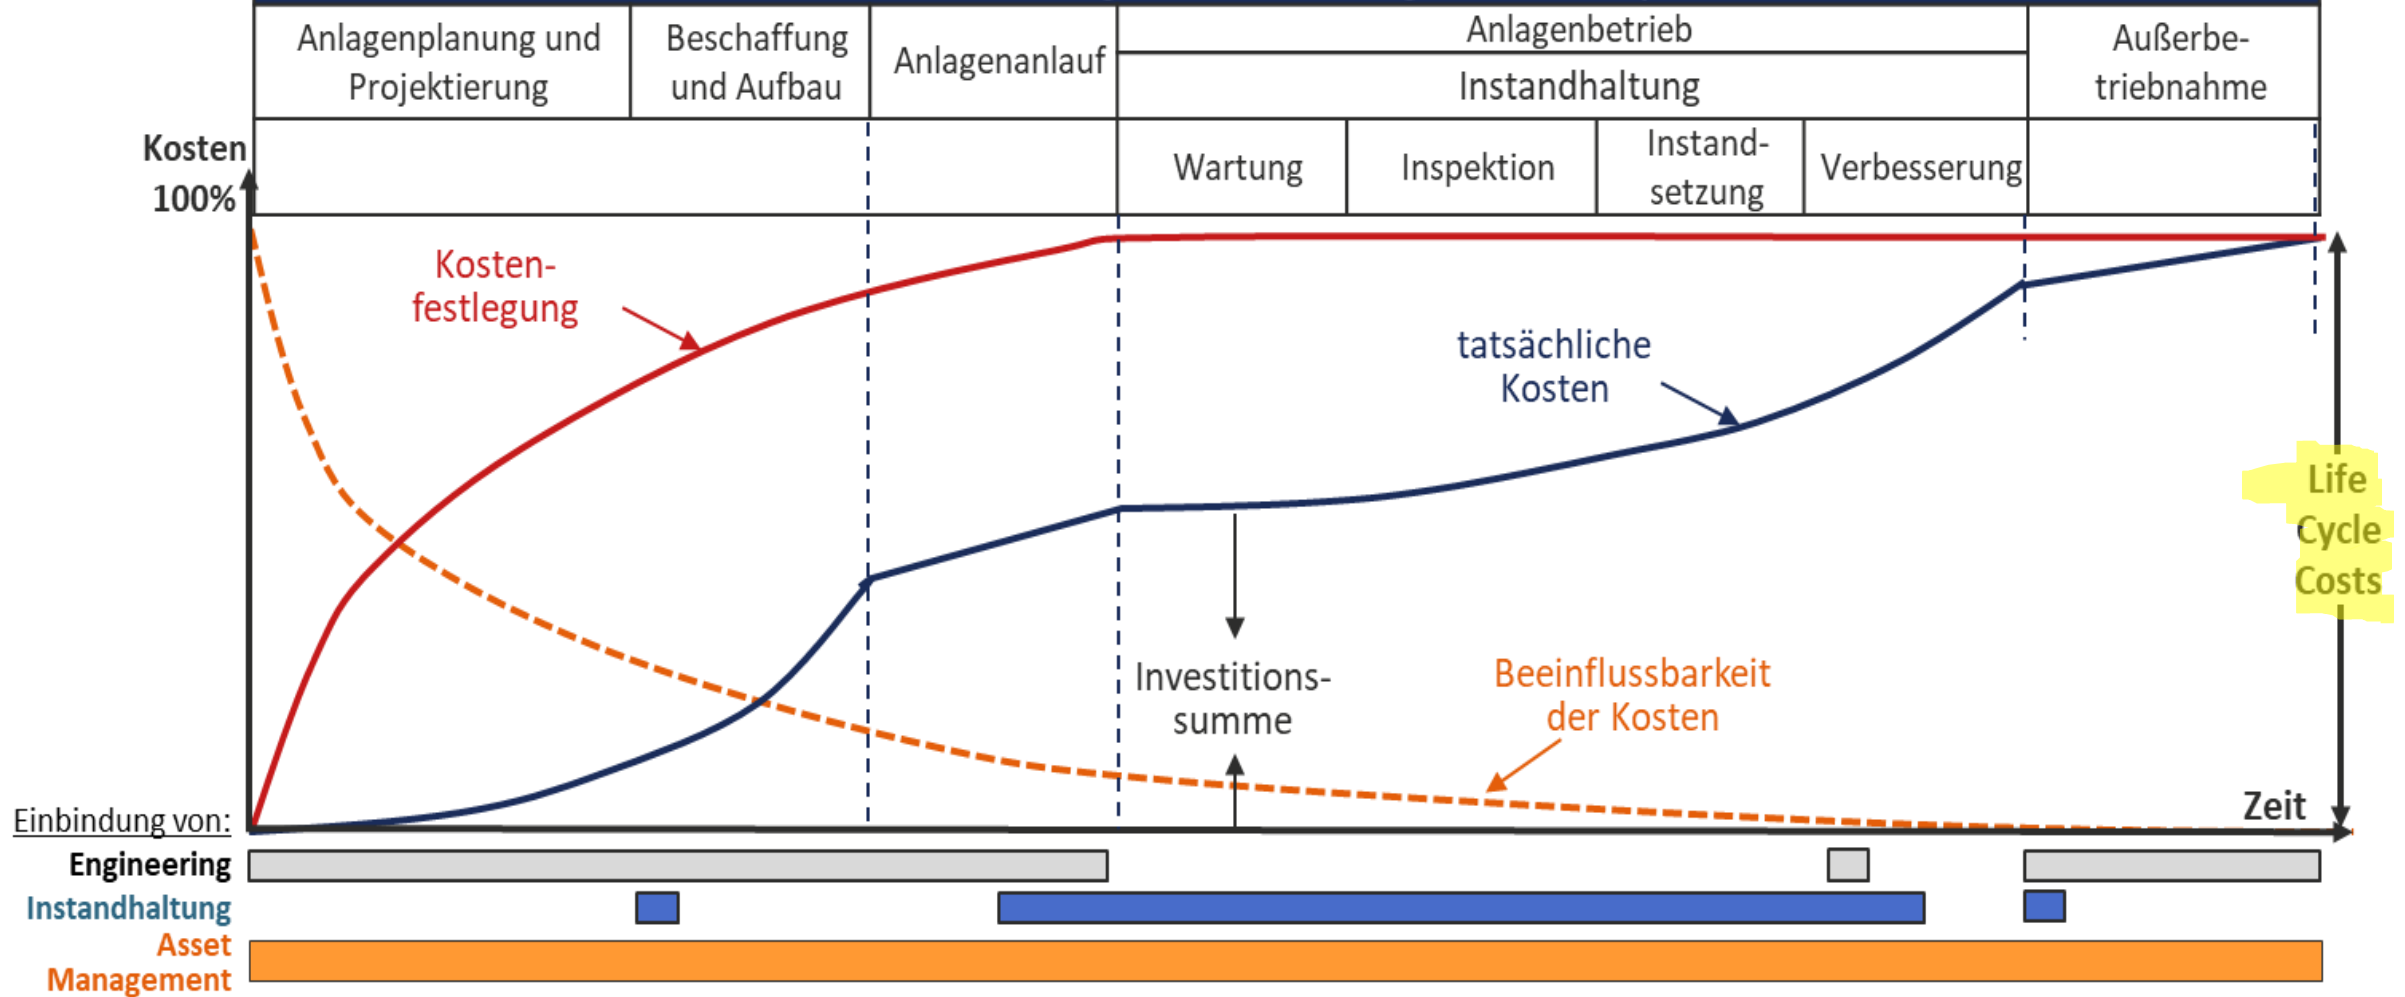 Anlagenplanung und
Projektierung
Beschaffung
und Aufbau
Anlagenanlauf
Anlagenbetrieb
Instandhaltung
Außerbe-
triebnahme
Wartung
Inspektion
Instand-
setzung
Verbesserung
Kosten
100%
Kosten-
festlegung
tatsächliche
Kosten
Life
Cycle
Costs
Investitions-
summe
Beeinflussbarkeit
der Kosten
Zeit
Einbindung von:
Engineering
Instandhaltung
Asset
Management